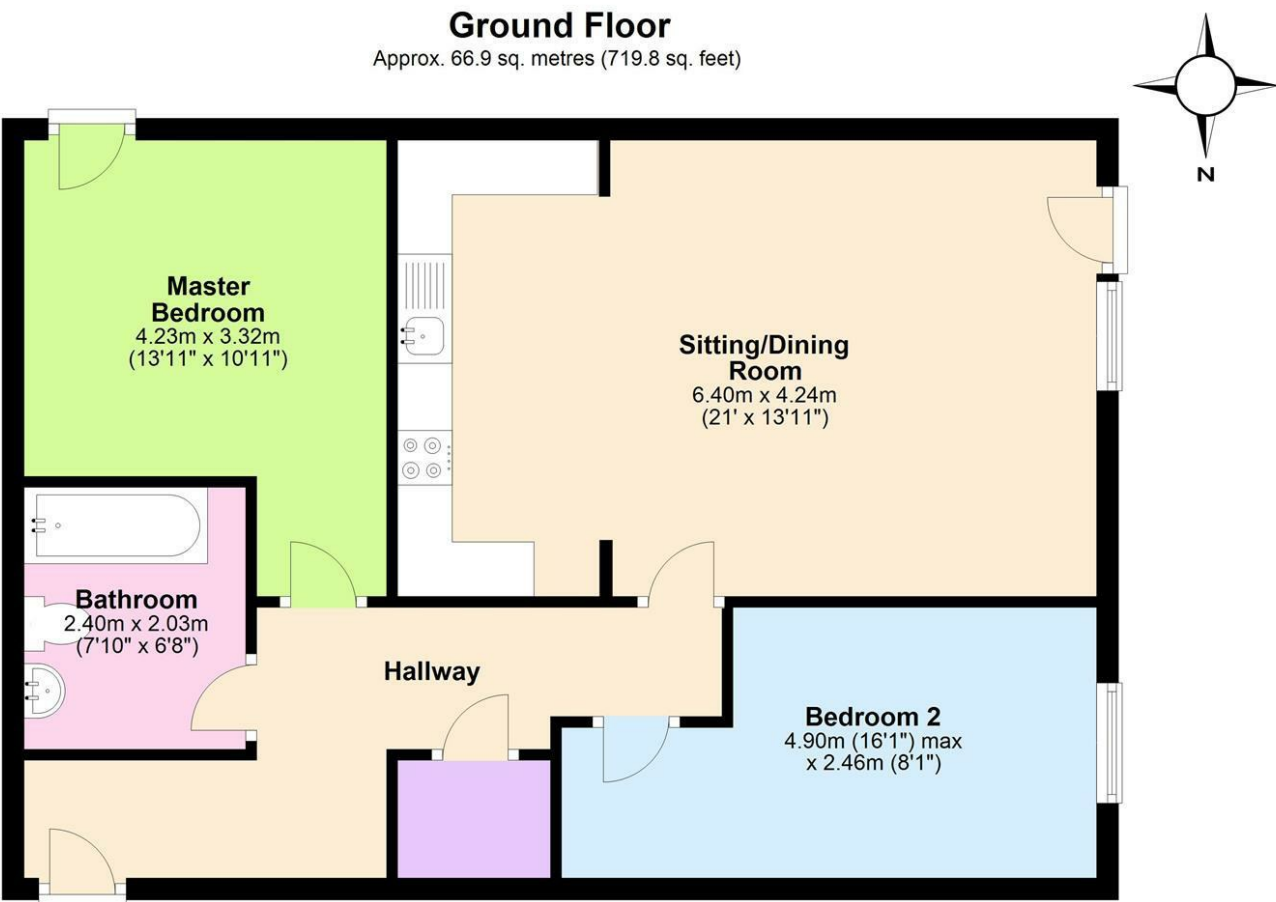 Ground Floor
Approx. 66.9 sq. metres (719.8 sq. feet)
N
Master
Bedroom
4.23m x 3.32m
(13'11" x 10'11")
Sitting/Dining
Room
6.40m x 4.24m
(21' x 13'11")
Bathroom
2.40m x 2.03m
(7'10" x 6'8")
Hallway
Bedroom 2
4.90m (16'1") max
x 2.46m (8'1")